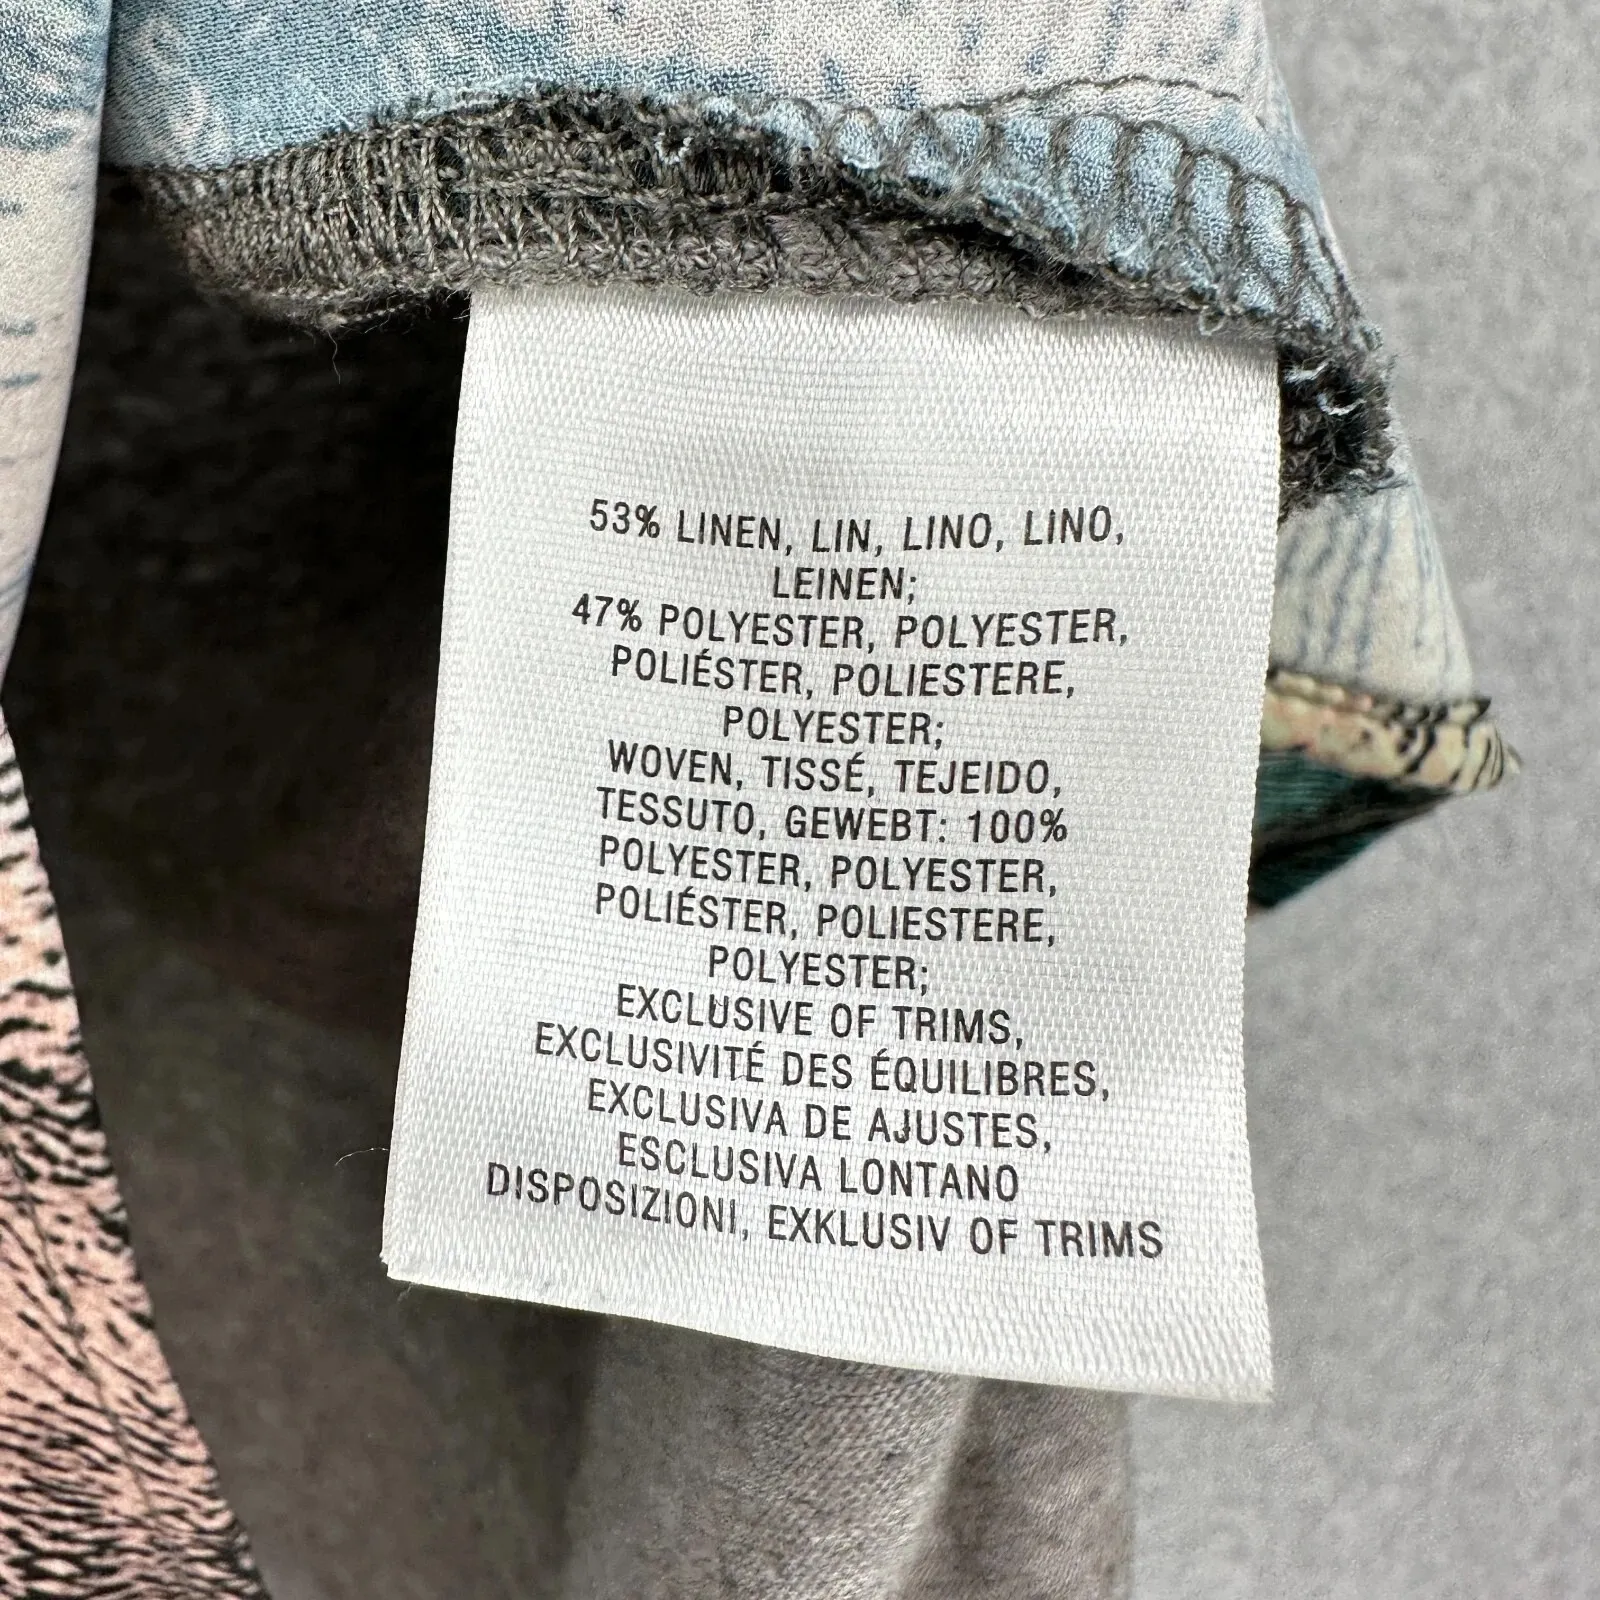 53% LINEN, LIN, LINO, LINO,
LEINEN;
47% POLYESTER, POLYESTER,
POLIÉSTER, POLIESTERE,
POLYESTER;
WOVEN, TISSÉ, TEJEIDO,
TESSUTO, GEWEBT: 100%
POLYESTER, POLYESTER,
POLIÉSTER, POLIESTERE,
POLYESTER;
EXCLUSIVE OF TRIMS,
EXCLUSIVITÉ DES ÉQUILIBRES,
EXCLUSIVA DE AJUSTES,
ESCLUSIVA LONTANO
DISPOSIZIONI, EXKLUSIV OF TRIMS